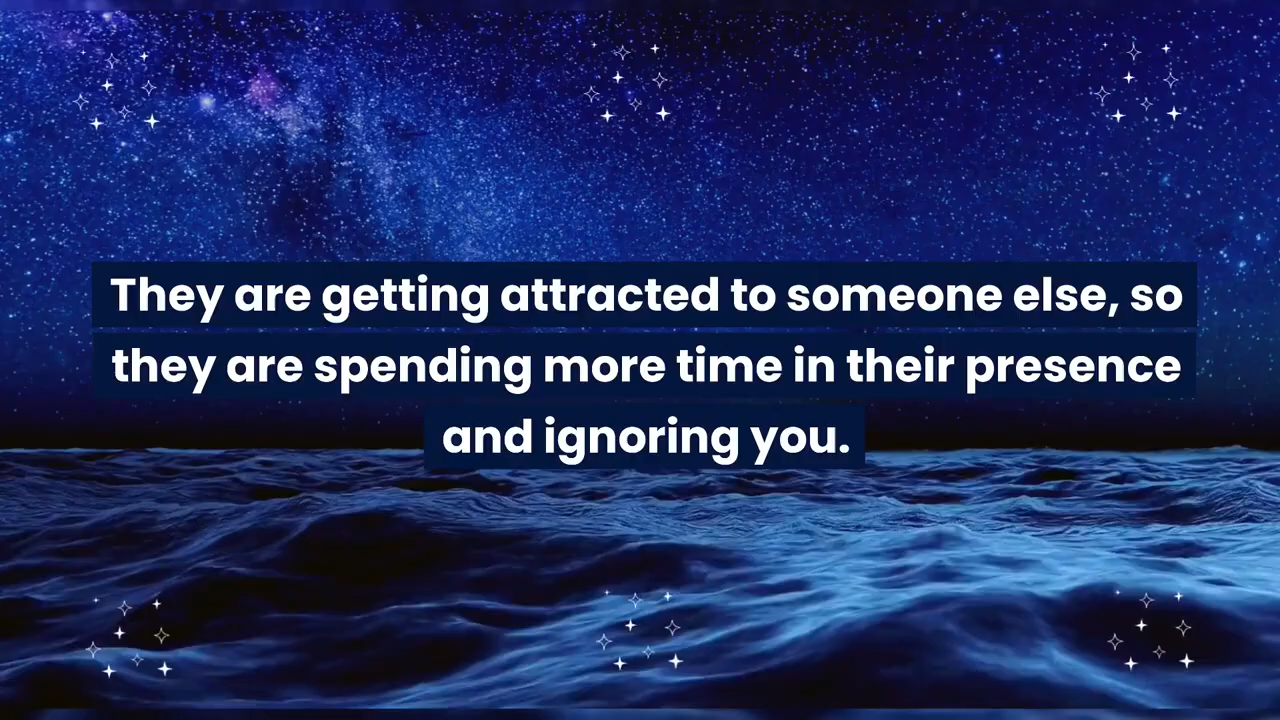 They are getting attracted to someone else, so
they are spending more time in their presence
and ignoring you.